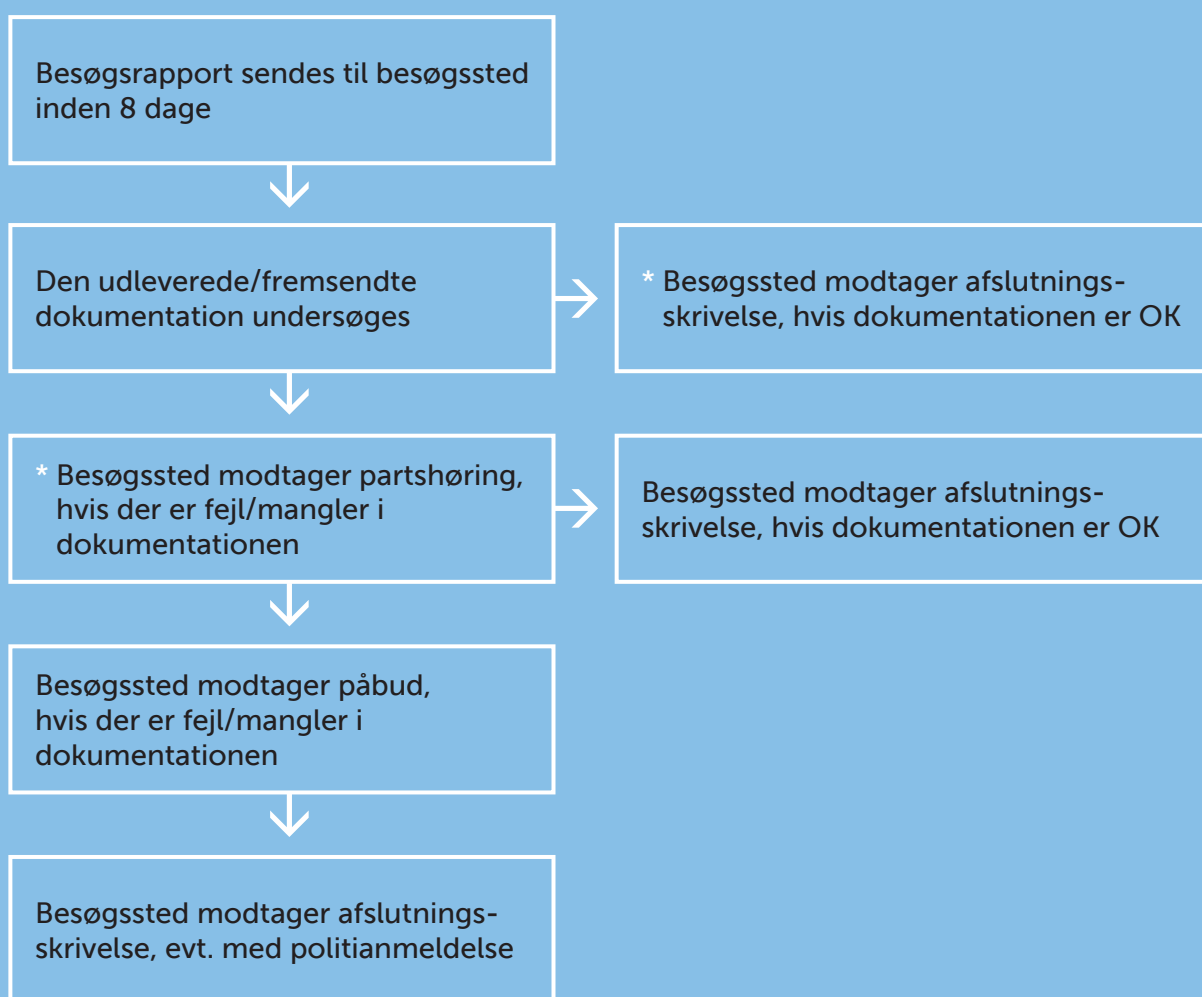 Besøgsrapport sendes til besøgssted
inden 8 dage
Den udleverede/fremsendte
dokumentation undersøges
* Besøgssted modtager afslutnings-
skrivelse, hvis dokumentationen er OK
* Besøgssted modtager partshøring,
hvis der er fejl/mangler i
dokumentationen
Besøgssted modtager afslutnings-
skrivelse, hvis dokumentationen er OK
Besøgssted modtager påbud,
hvis der er fejl/mangler i
dokumentationen
Besøgssted modtager afslutnings-
skrivelse, evt. med politianmeldelse